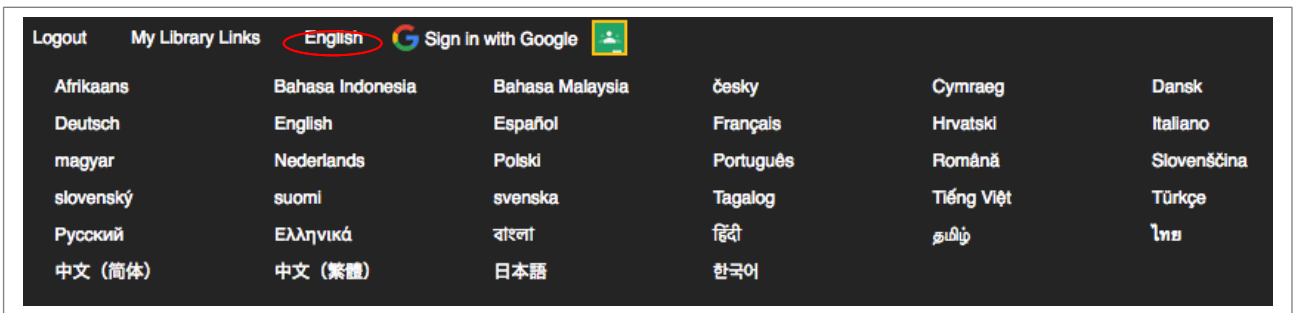 Logout My Library Links English Sign in with Google
Afrikaans Bahasa Indonesia Bahasa Malaysia česky Cymraeg Dansk
Deutsch English Español Français Hrvatski Italiano
magyar Nederlands Polski Português Română Slovenščina
slovenský suomi svenska Tagalog Tiếng Việt Türkçe
Русский Ελληνικά বাংলা हिंदी தமிழ் ไทย
中文（简体） 中文（繁體） 日本語 한국어